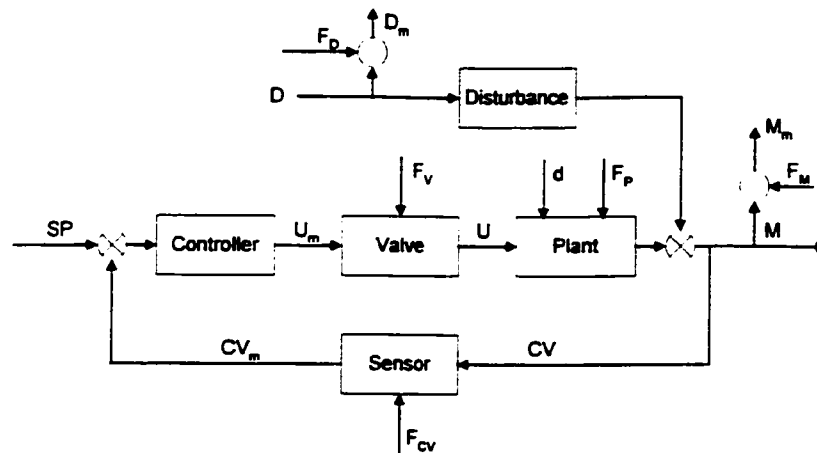 D_m
F_D
D
Disturbance
M_m
F_V
d
F_P
F_M
SP
Controller
U_m
Valve
U
Plant
M
CV_m
Sensor
CV
F_CV